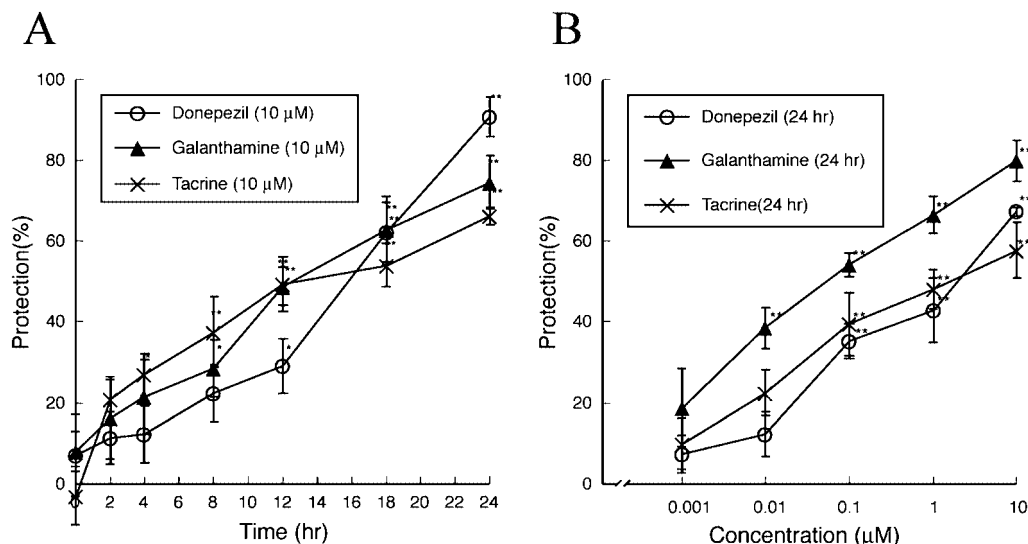 A
B
100
80
60
40
20
0
Protection(%)
Donepezil (10 μM)
Galanthamine (10 μM)
Tacrine (10 μM)
2 4 6 8 10 12 14 16 18 20 22 24
Time (hr)
100
80
60
40
20
0
Protection(%)
Donepezil (24 hr)
Galanthamine (24 hr)
Tacrine(24 hr)
0.001 0.01 0.1 1 10
Concentration (μM)